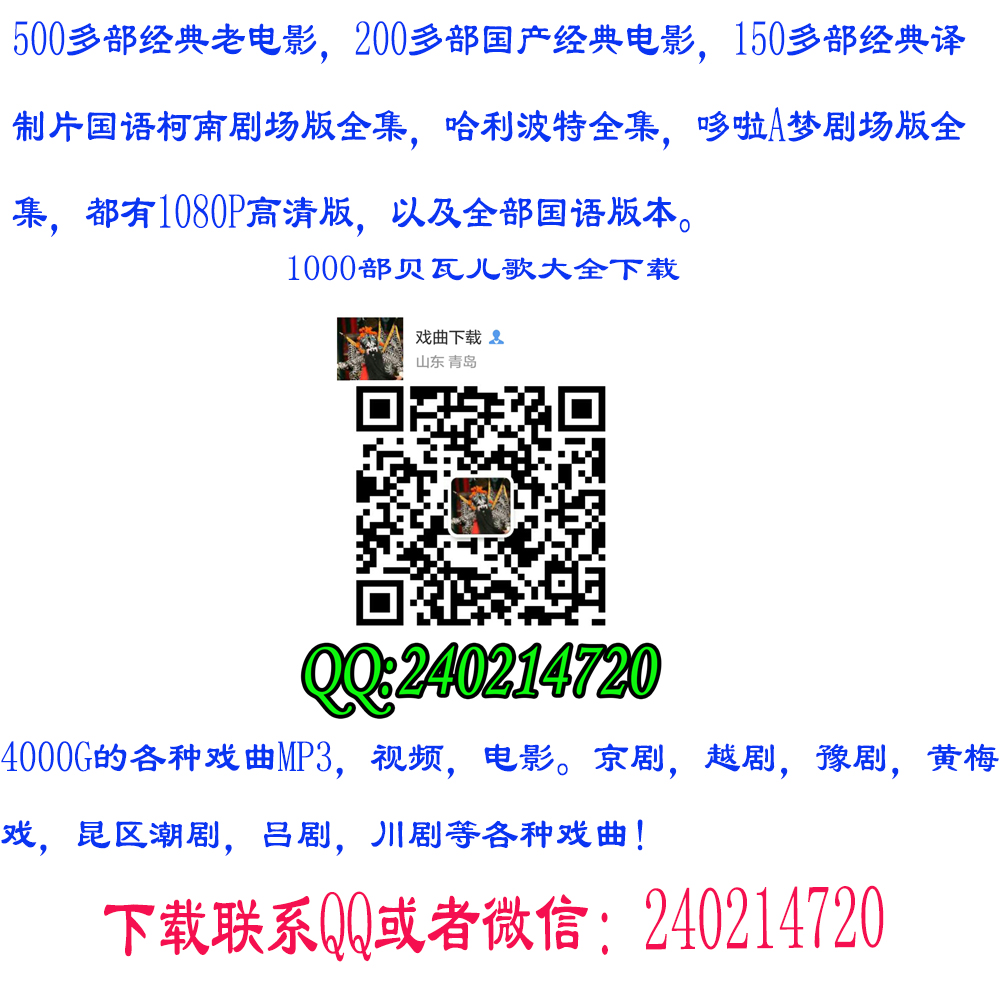 500多部经典老电影，200多部国产经典电影，150多部经典译
制片国语柯南剧场版全集，哈利波特全集，哆啦A梦剧场版全
集，都有1080P高清版，以及全部国语版本。
1000部贝瓦儿歌大全下载
戏曲下载
山东 青岛
QQ:240214720
4000G的各种戏曲MP3，视频，电影。京剧，越剧，豫剧，黄梅
戏，昆区潮剧，吕剧，川剧等各种戏曲！
下载联系QQ或者微信：240214720